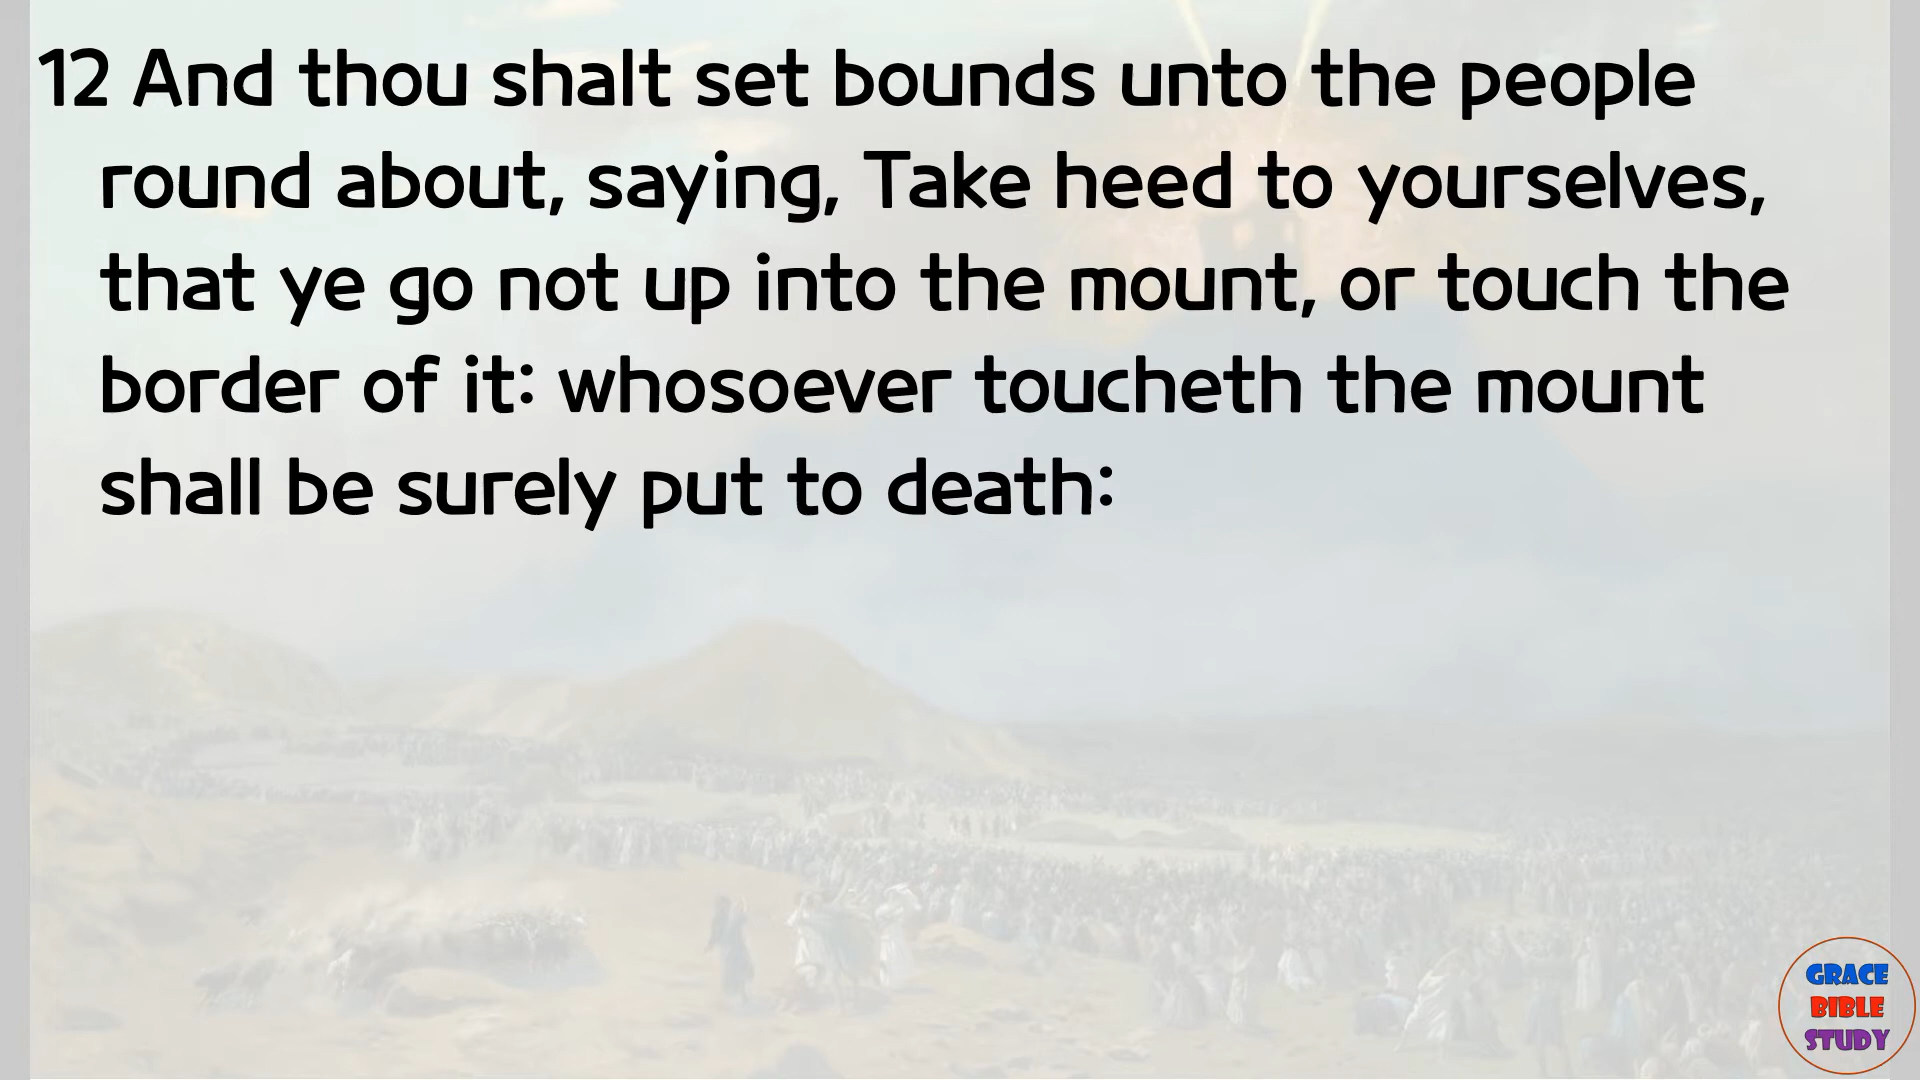 12 And thou shalt set bounds unto the people
round about, saying, Take heed to yourselves,
that ye go not up into the mount, or touch the
border of it: whosoever toucheth the mount
shall be surely put to death:
GRACE
BIBLE
STUDY